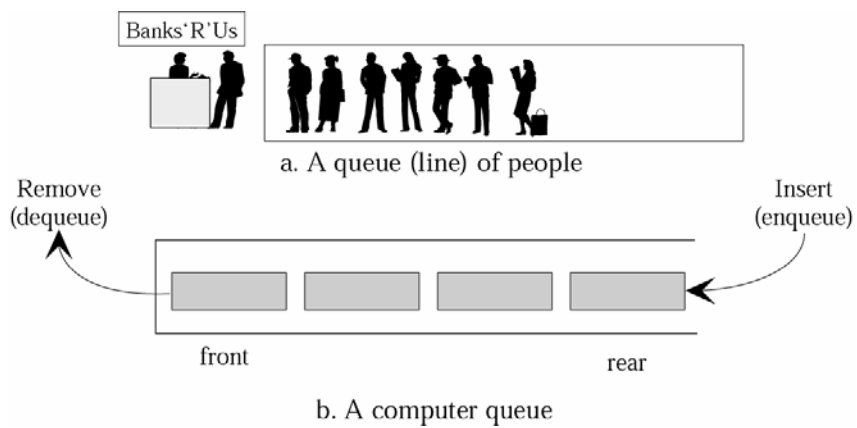 Banks‘R’Us
a. A queue (line) of people
Remove
(dequeue)
Insert
(enqueue)
front
rear
b. A computer queue